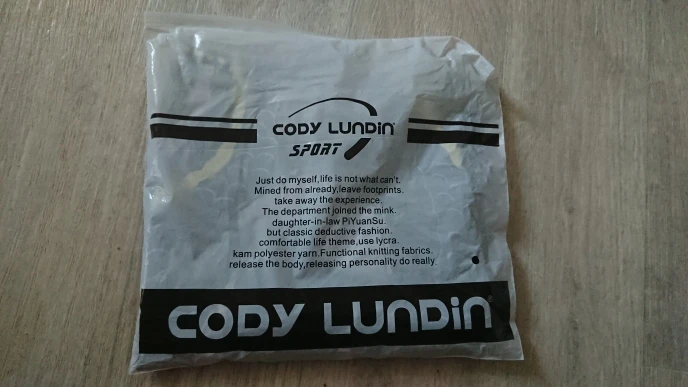 CODY LUNDIN
SPORT
Just do myself,life is not what can't.
Mined from already,leave footprints.
take away the experience.
The department joined the mink.
daughter-in-law PiYuanSu.
but classic deductive fashion.
comfortable life theme,use lycra.
kam polyester yarn.Functional knitting fabrics.
release the body,releasing personality do really.
CODY LUNDIN